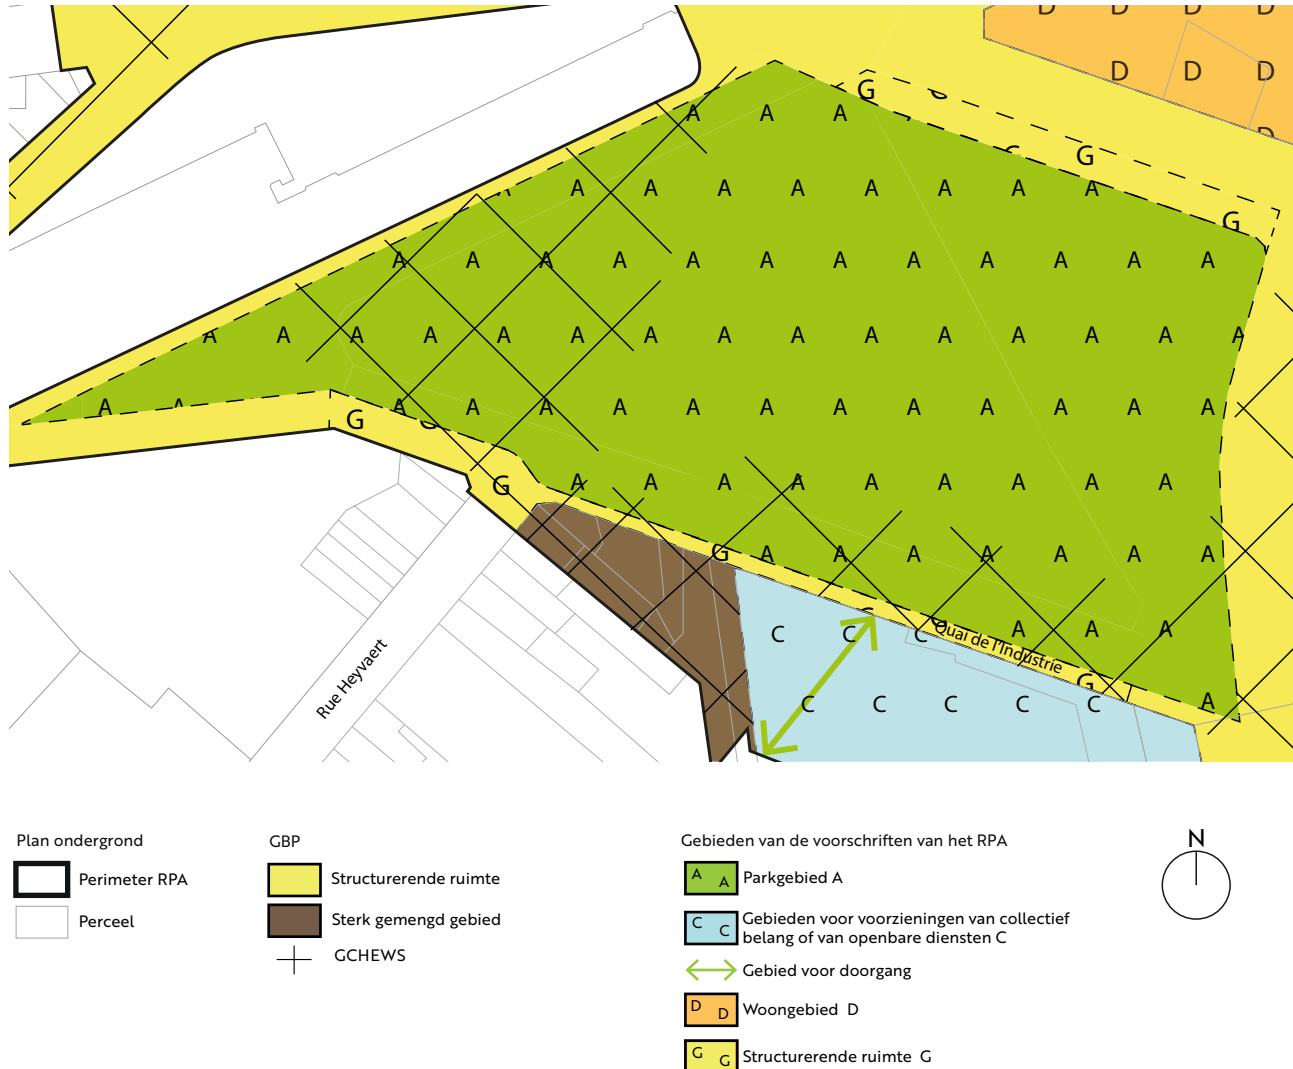 D D D D
D D D
D
G
A A A
G
A A A A A A A A
G
A A A A A A A A A A A A
A A A A A A A A A A A A A A A
A A A A A A A A A A A A A
G
G A A A A A A A A A
G A A A A A A A
C C C A A A
Quai de l'Industrie
Rue Heyvaert
G
C C C C C A
Plan ondergrond
Perimeter RPA
Perceel
GBP
Structurerende ruimte
Sterk gemengd gebied
GCHEWS
Gebieden van de voorschriften van het RPA
A A Parkgebied A
C C Gebieden voor voorzieningen van collectief
belang of van openbare diensten C
Gebied voor doorgang
D D Woongebied D
G G Structurerende ruimte G
N